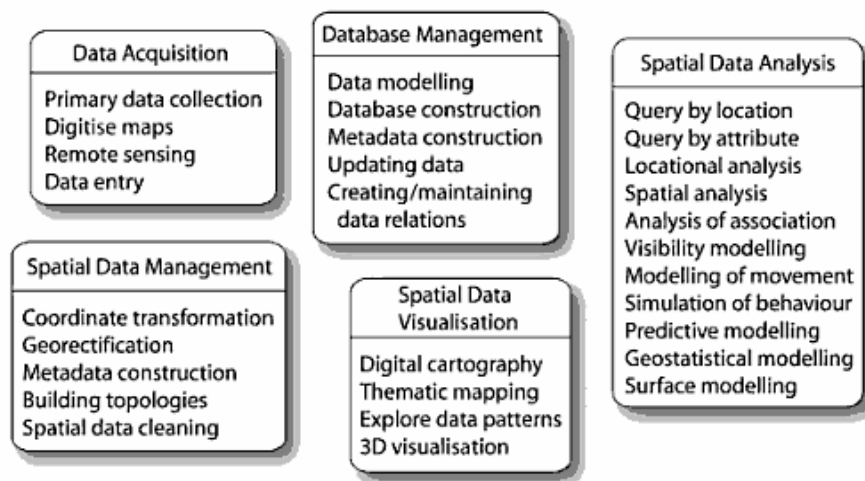 Data Acquisition
Primary data collection
Digitise maps
Remote sensing
Data entry
Database Management
Data modelling
Database construction
Metadata construction
Updating data
Creating/maintaining
data relations
Spatial Data Analysis
Query by location
Query by attribute
Locational analysis
Spatial analysis
Analysis of association
Visibility modelling
Modelling of movement
Simulation of behaviour
Predictive modelling
Geostatistical modelling
Surface modelling
Spatial Data Management
Coordinate transformation
Georectification
Metadata construction
Building topologies
Spatial data cleaning
Spatial Data
Visualisation
Digital cartography
Thematic mapping
Explore data patterns
3D visualisation